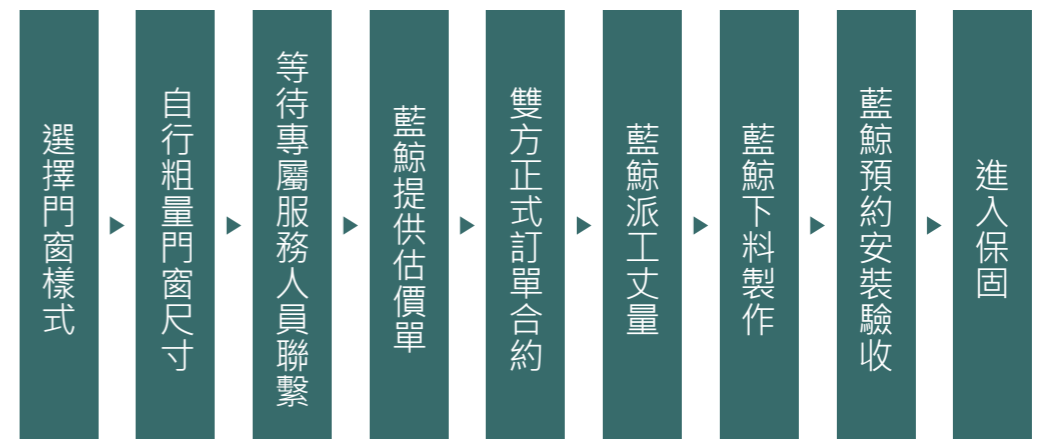 選擇門窗樣式
自行粗量門窗尺寸
等待專屬服務人員聯繫
藍鯨提供估價單
雙方正式訂單合約
藍鯨派工丈量
藍鯨下料製作
藍鯨預約安裝驗收
進入保固